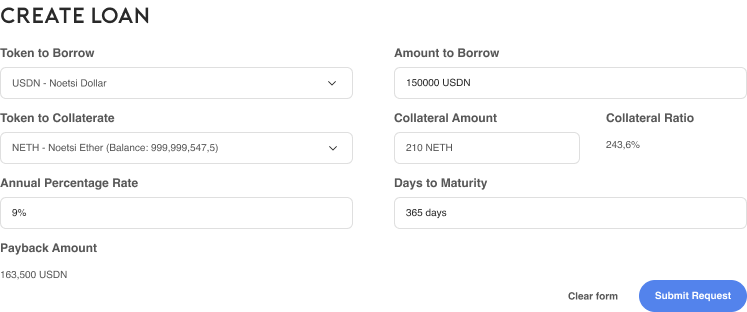 CREATE LOAN
Token to Borrow
Amount to Borrow
USDN - Noetsi Dollar
150000 USDN
Token to Collaterate
Collateral Amount
Collateral Ratio
NETH - Noetsi Ether (Balance: 999,999,547,5)
210 NETH
243,6%
Annual Percentage Rate
Days to Maturity
9%
365 days
Payback Amount
163,500 USDN
Clear form
Submit Request